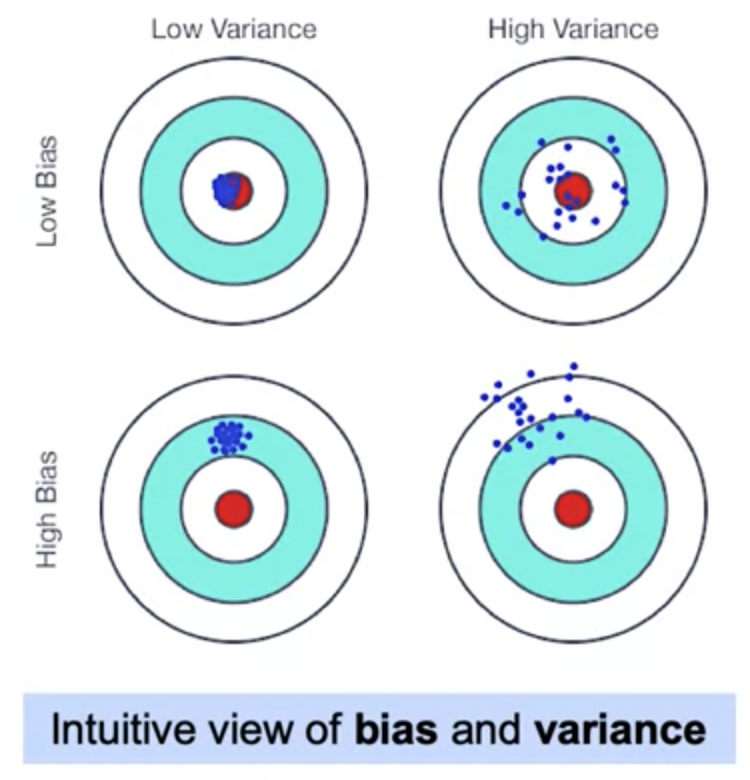 Low Variance
High Variance
Low Bias
High Bias
Intuitive view of bias and variance